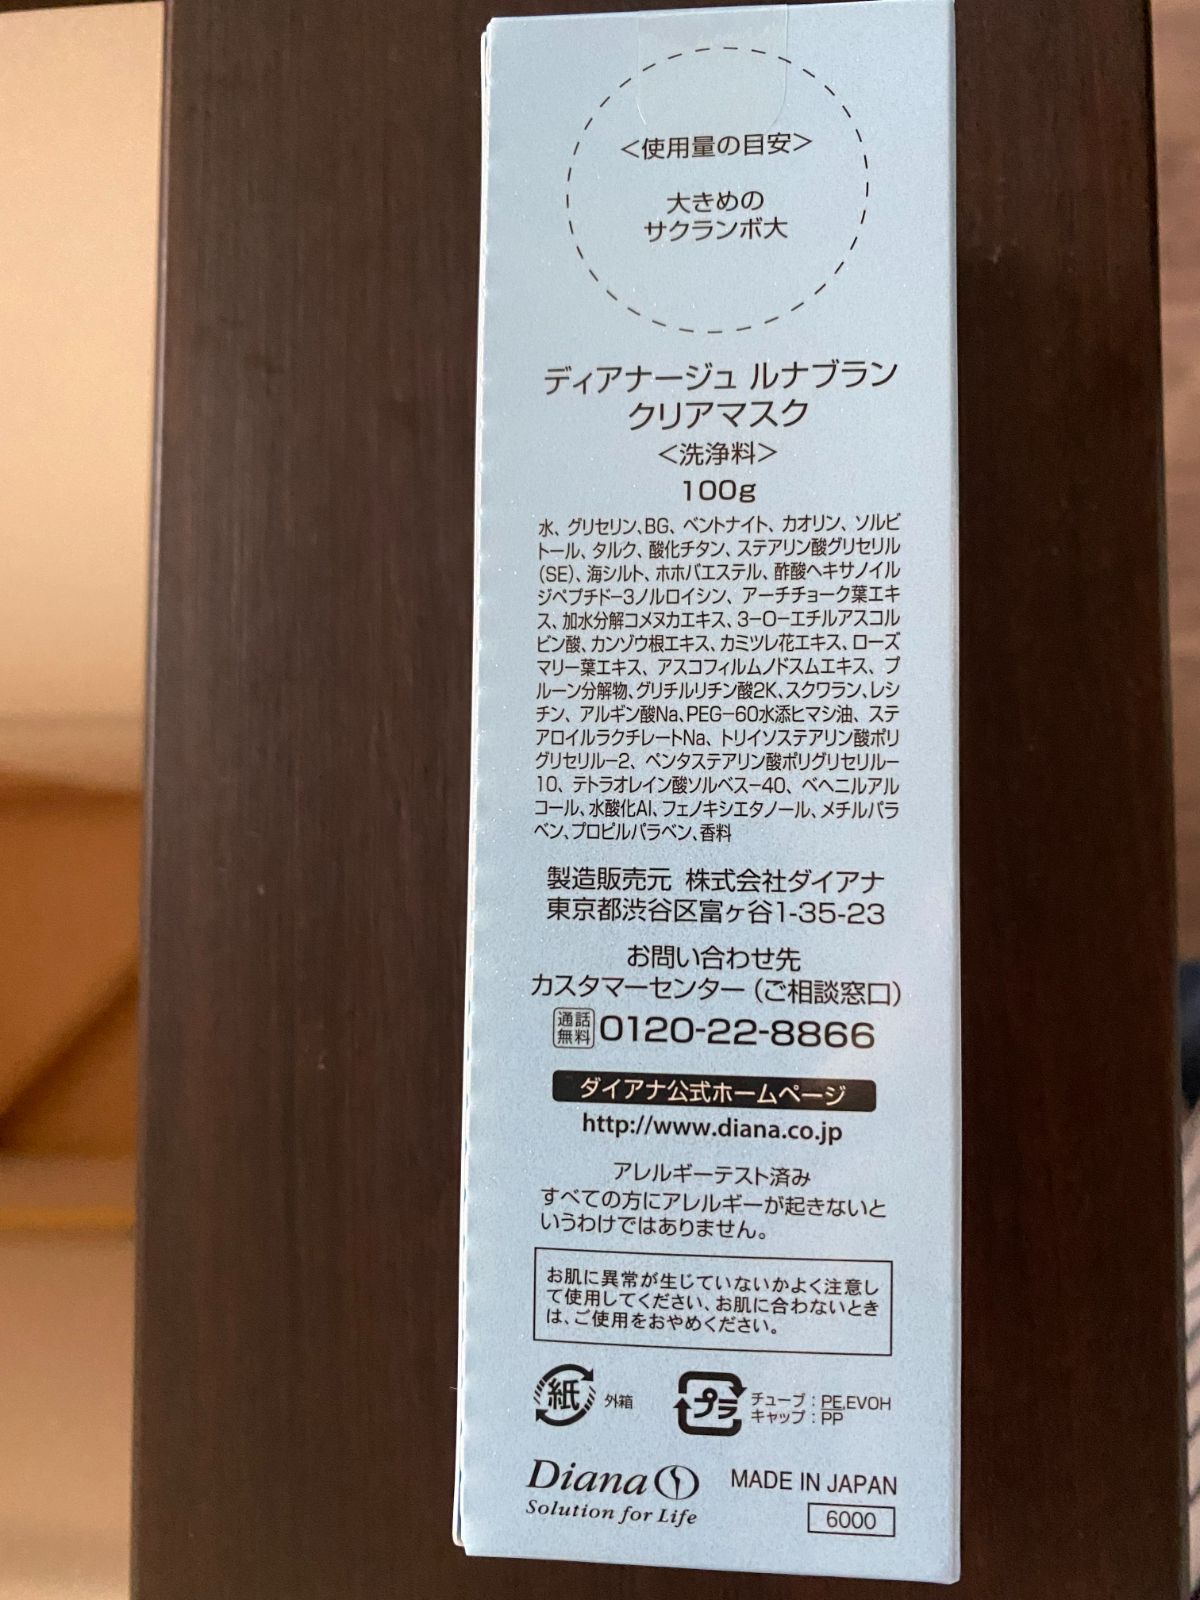 ＜使用量の目安＞
大きめの
サクランボ大
ディアナージュ ルナブラン
クリアマスク
＜洗浄料＞
100g
水、グリセリン、BG、ベントナイト、カオリン、ソルビ
トール、タルク、酸化チタン、ステアリン酸グリセリル
（SE）、海シルト、ホホバエステル、酢酸ヘキサノイル
ジペプチド－3ノルロイシン、アーチチョーク葉エキ
ス、加水分解コメヌカエキス、3－O－エチルアスコル
ビン酸、カンゾウ根エキス、カミツレ花エキス、ローズ
マリー葉エキス、アスコフィルムノドスムエキス、プ
ルーン分解物、グリチルリチン酸2K、スクワラン、レシ
チン、アルギン酸Na、PEG－60水添ヒマシ油、ステ
アロイルラクチレートNa、トリイソステアリン酸ポリ
グリセリル－2、ペンタステアリン酸ポリグリセリル－
10、テトラオレイン酸ソルベス－40、ベヘニルアル
コール、水酸化Al、フェノキシエタノール、メチルパラ
ベン、プロピルパラベン、香料
製造販売元 株式会社ダイアナ
東京都渋谷区富ヶ谷1-35-23
お問い合わせ先
カスタマーセンター（ご相談窓口）
通話無料 0120-22-8866
ダイアナ公式ホームページ
http://www.diana.co.jp
アレルギーテスト済み
すべての方にアレルギーが起きないと
いうわけではありません。
お肌に異常が生じていないかよく注意し
て使用してください。お肌に合わないとき
は、ご使用をおやめください。
紙 外箱
プラ チューブ：PE,EVOH
キャップ：PP
Diana
Solution for Life
MADE IN JAPAN
6000